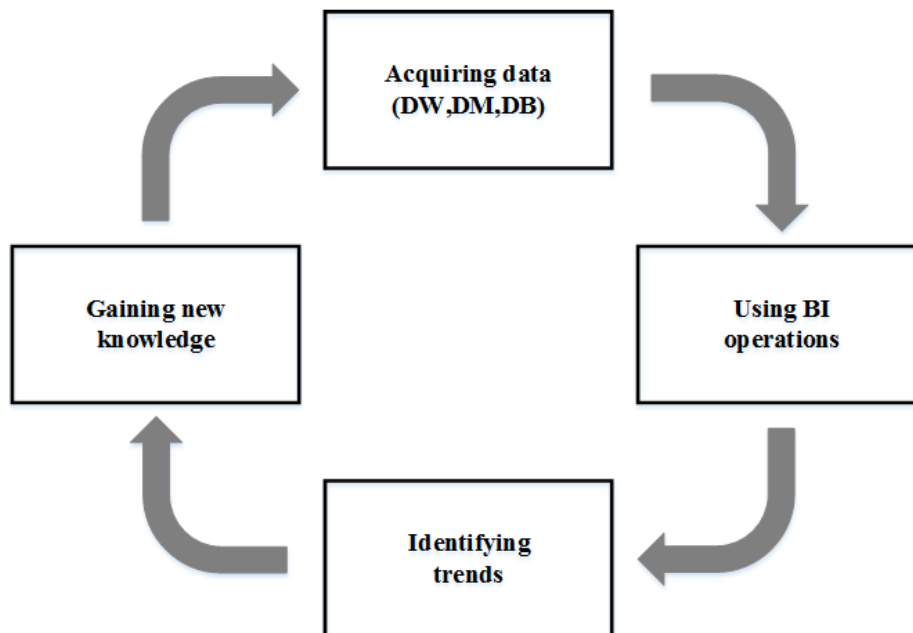 Acquiring data
(DW,DM,DB)
Gaining new
knowledge
Using BI
operations
Identifying
trends